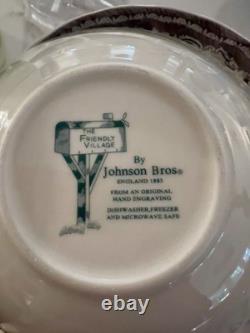 THE
FRIENDLY
VILLAGE
By
Johnson Bros®
ENGLAND 1883
FROM AN ORIGINAL
HAND ENGRAVING
DISHWASHER, FREEZER
AND MICROWAVE SAFE